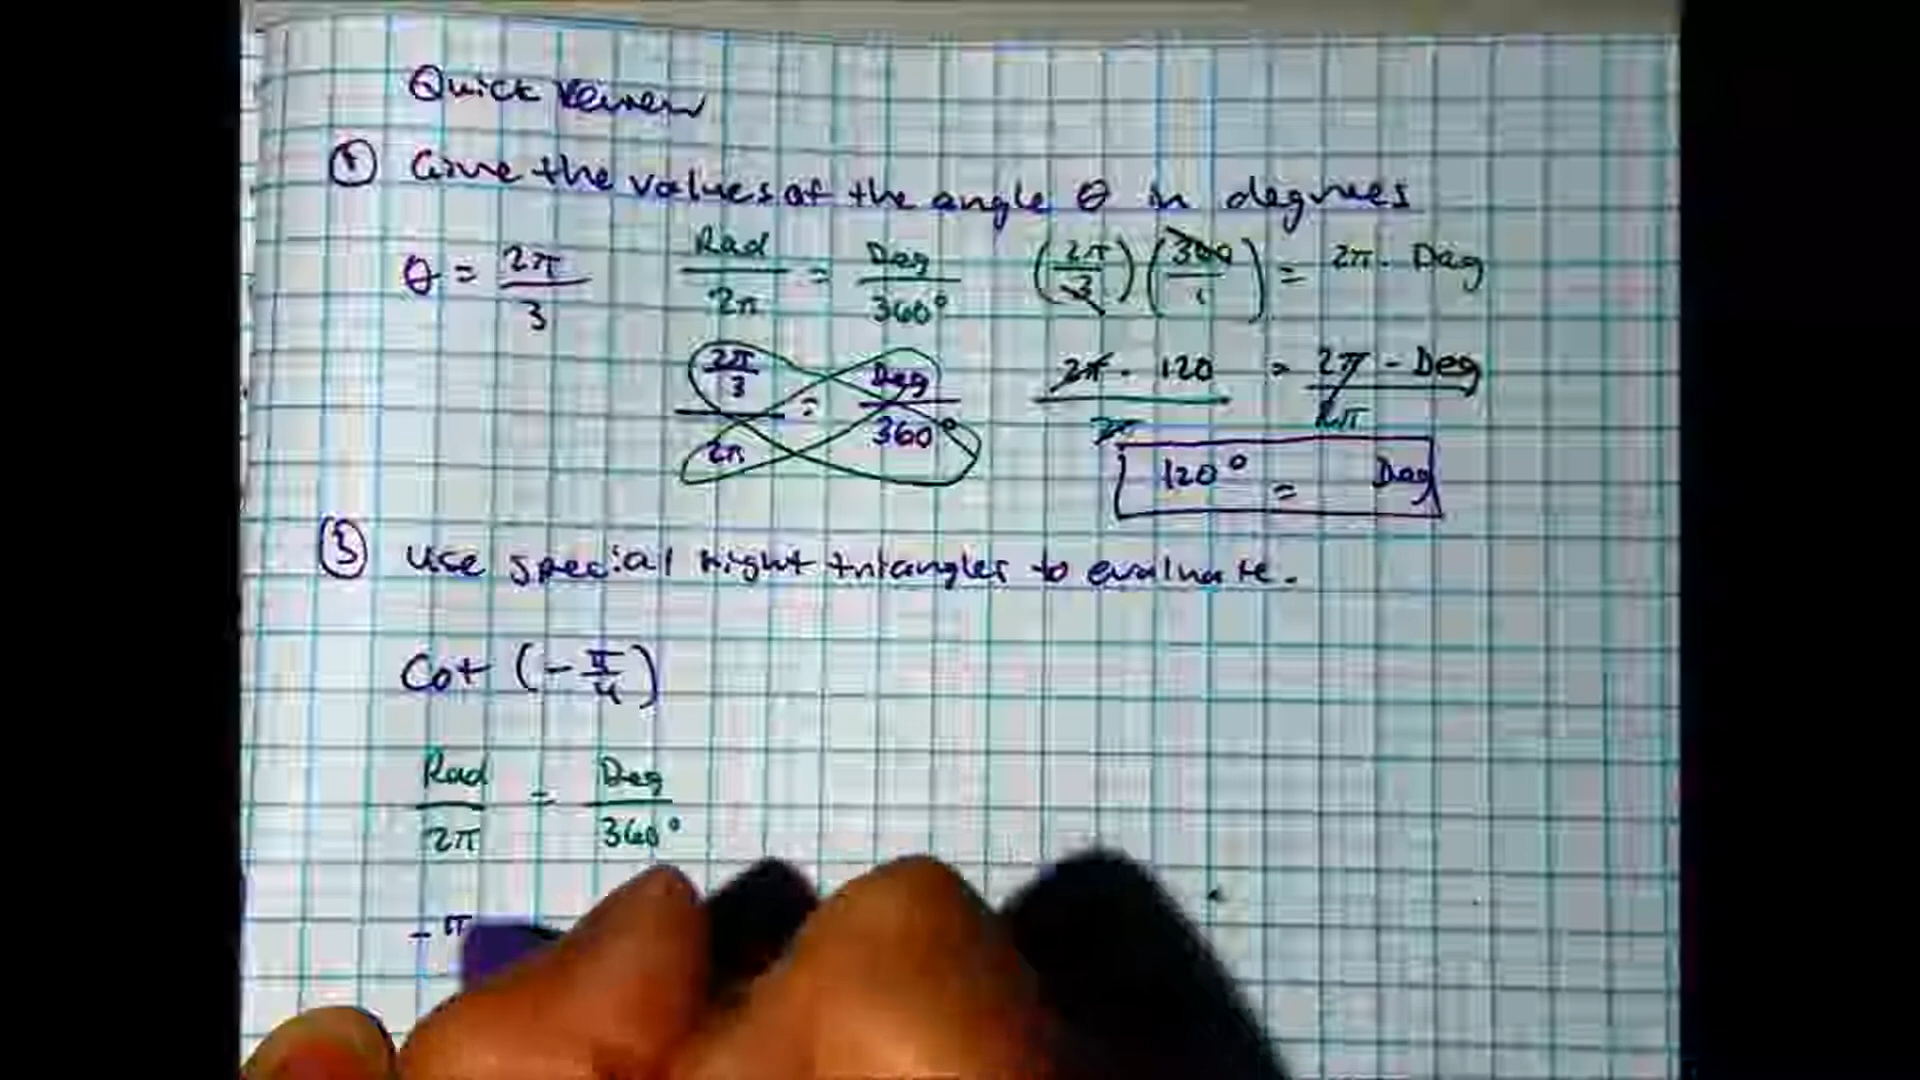 Quick Review
① Give the values of the angle θ in degrees
θ = 2π/3
Rad/2π = Deg/360°
(2π/3)(360/1) = 2π · Deg
2π/3 / 2π = Deg/360°
2π · 120 / 2π = 2π · Deg / 2π
120° = Deg
③ use special right triangles to evaluate.
Cot (-π/4)
Rad/2π = Deg/360°
-π